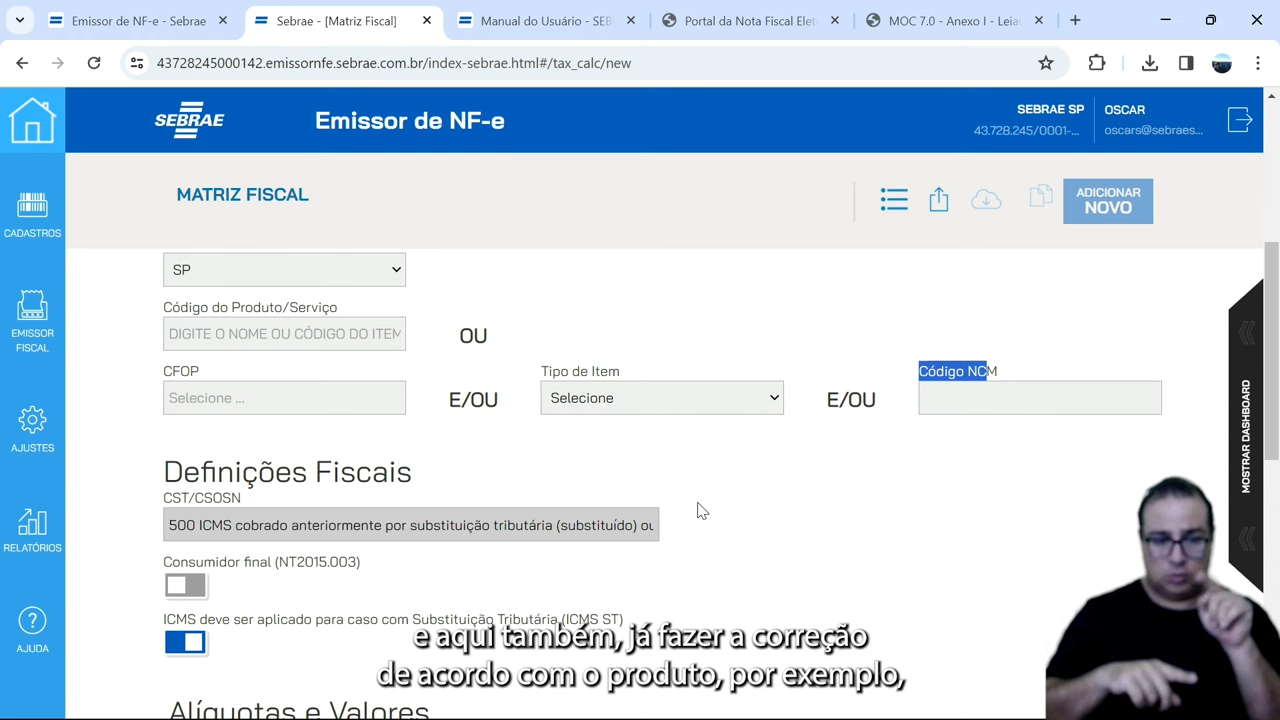 Emissor de NF-e - Sebrae
Sebrae - [Matriz Fiscal]
Manual do Usuário - SEB
Portal da Nota Fiscal Elet
MOC 7.0 - Anexo I - Leia
43728245000142.emissornfe.sebrae.com.br/index-sebrae.html#/tax_calc/new
SEBRAE
Emissor de NF-e
SEBRAE SP
43.728.245/0001-...
OSCAR
oscars@sebraes...
MATRIZ FISCAL
ADICIONAR
NOVO
CADASTROS
EMISSOR
FISCAL
AJUSTES
RELATÓRIOS
AJUDA
SP
Código do Produto/Serviço
DIGITE O NOME OU CÓDIGO DO ITEM
OU
CFOP
Selecione ...
E/OU
Tipo de Item
Selecione
E/OU
Código NCM
MOSTRAR DASHBOARD
Definições Fiscais
CST/CSOSN
500 ICMS cobrado anteriormente por substituição tributária (substituído) ou
Consumidor final (NT2015.003)
ICMS deve ser aplicado para caso com Substituição Tributária (ICMS ST)
Alíquotas e Valores
e aqui também, já fazer a correção
de acordo com o produto, por exemplo,